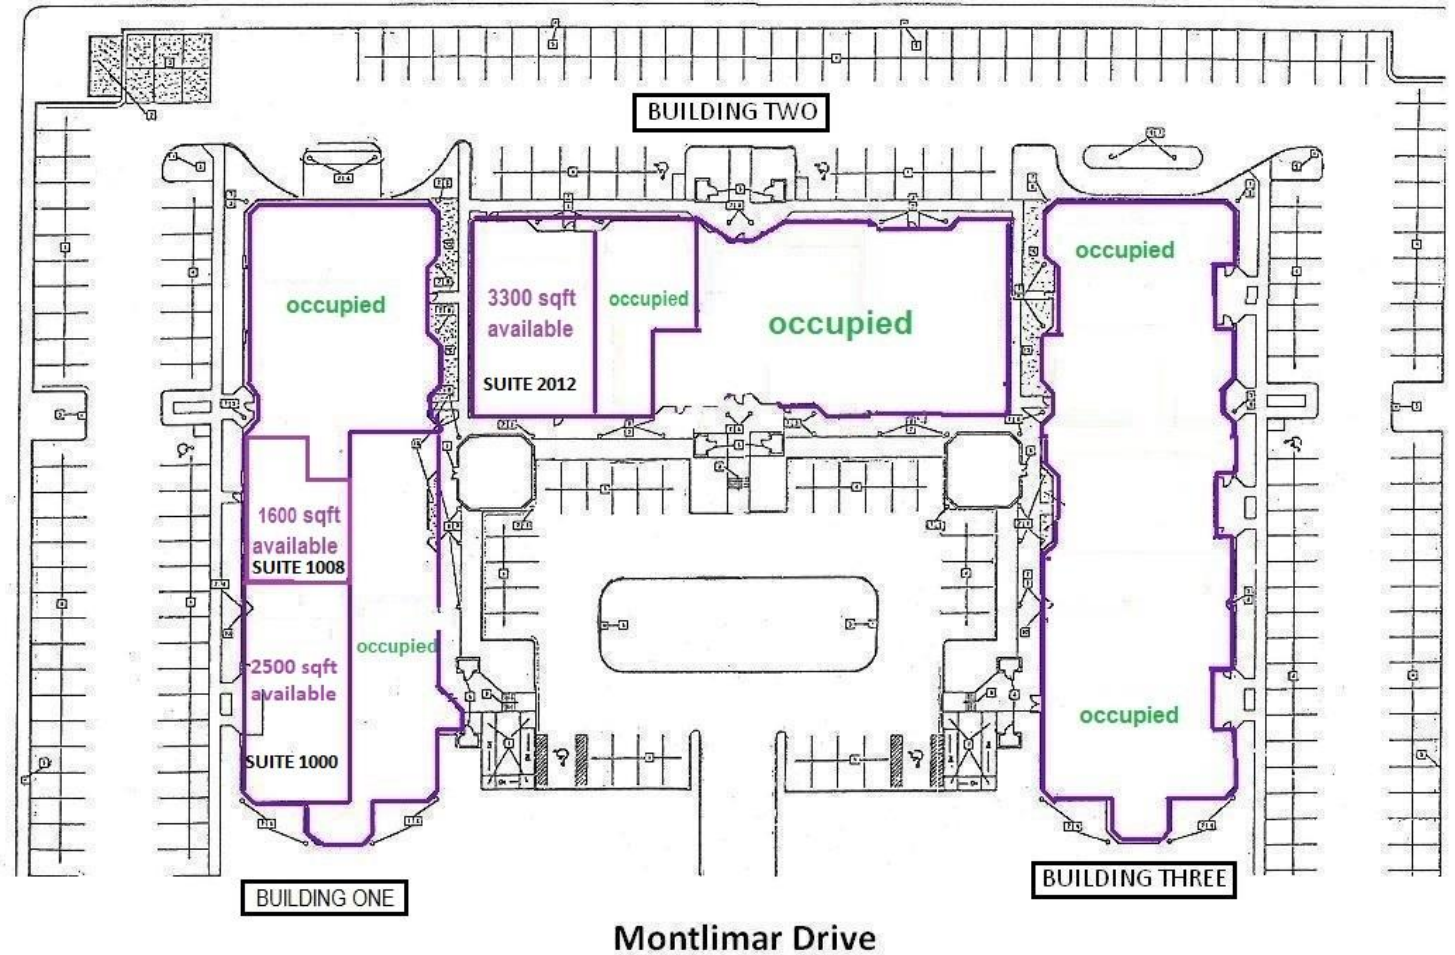 BUILDING TWO
occupied
3300 sqft
available
SUITE 2012
occupied
occupied
occupied
1600 sqft
available
SUITE 1008
2500 sqft
available
SUITE 1000
occupied
occupied
BUILDING ONE
BUILDING THREE
Montlimar Drive